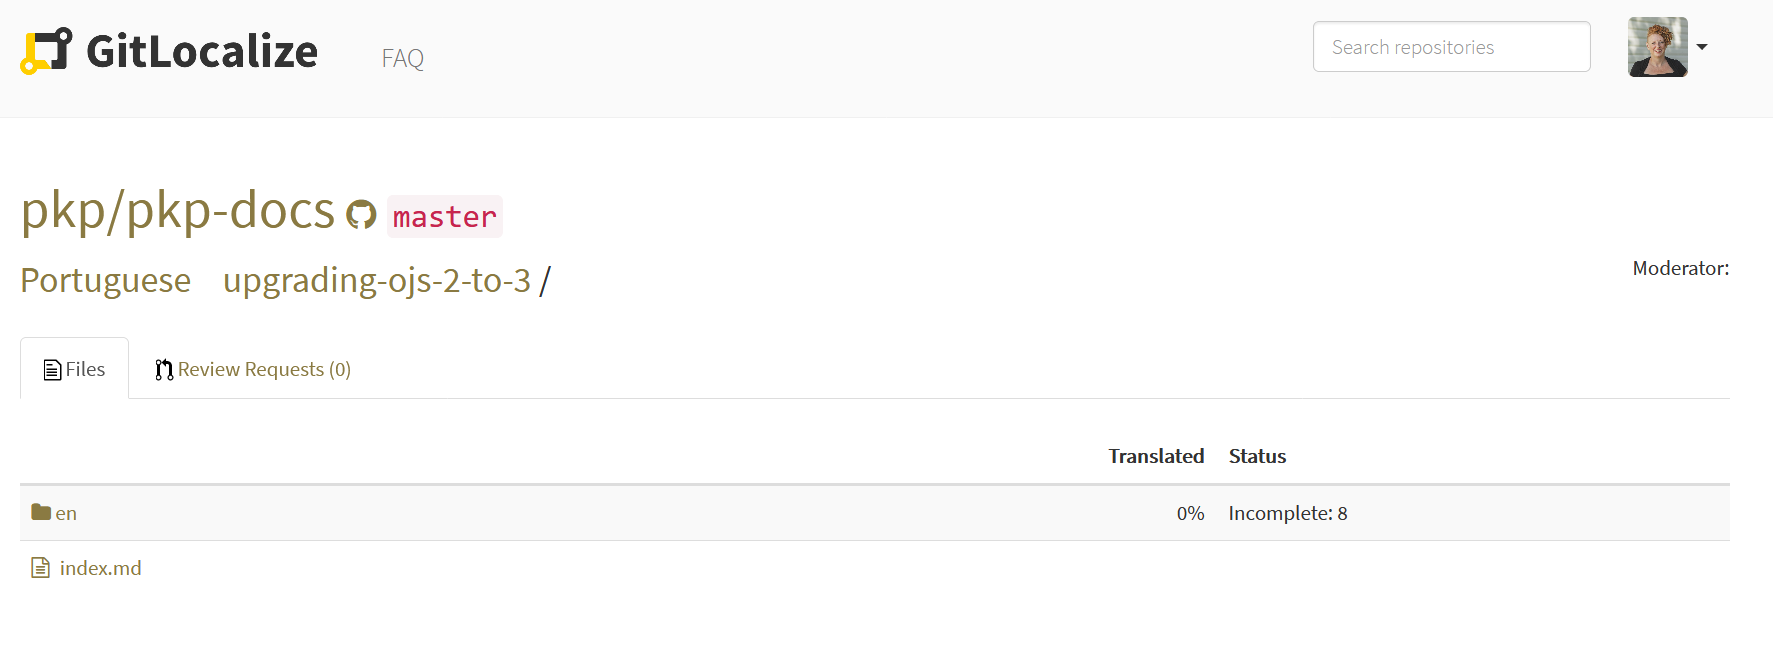 GitLocalize FAQ Search repositories
pkp/pkp-docs master
Portuguese upgrading-ojs-2-to-3 /
Moderator:
Files Review Requests (0)
Translated Status
en 0% Incomplete: 8
index.md